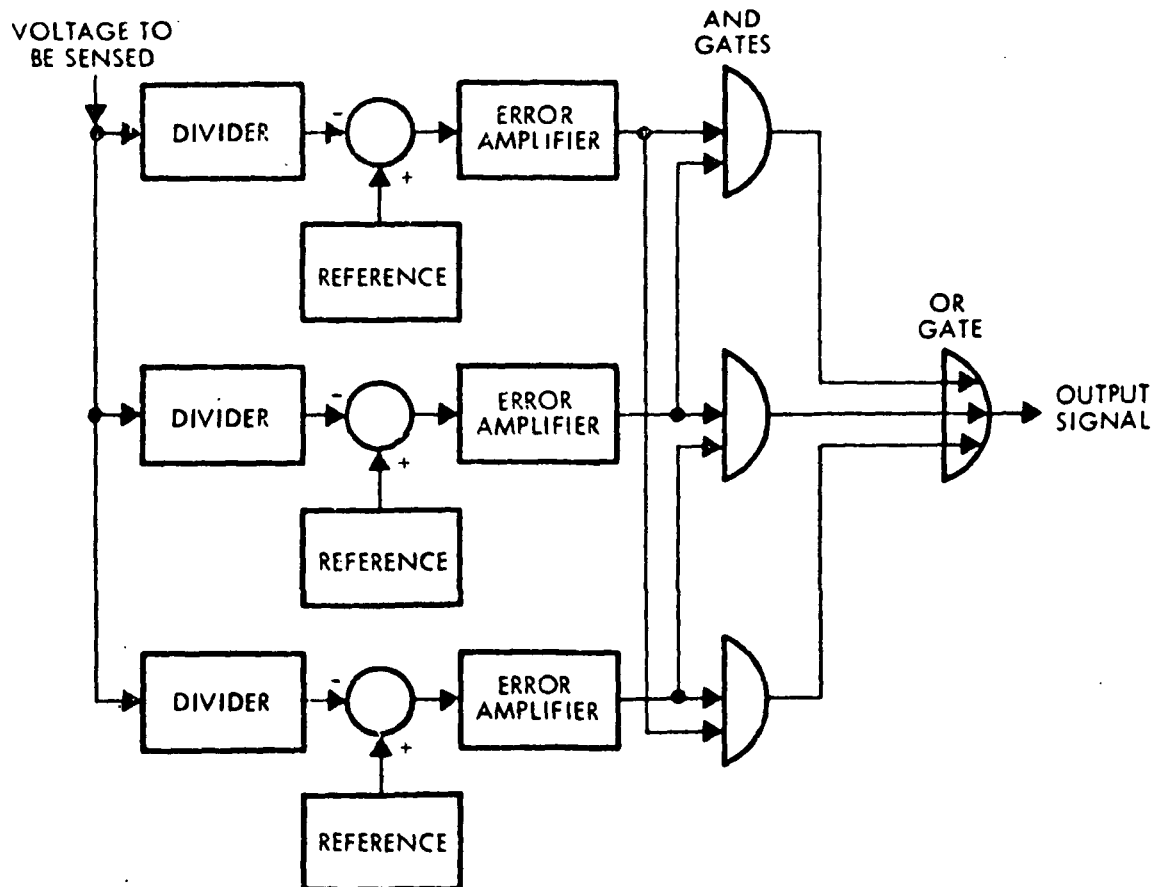 VOLTAGE TO
BE SENSED
AND
GATES
DIVIDER
-
+
ERROR
AMPLIFIER
REFERENCE
OR
GATE
DIVIDER
-
+
ERROR
AMPLIFIER
OUTPUT
SIGNAL
REFERENCE
DIVIDER
-
+
ERROR
AMPLIFIER
REFERENCE